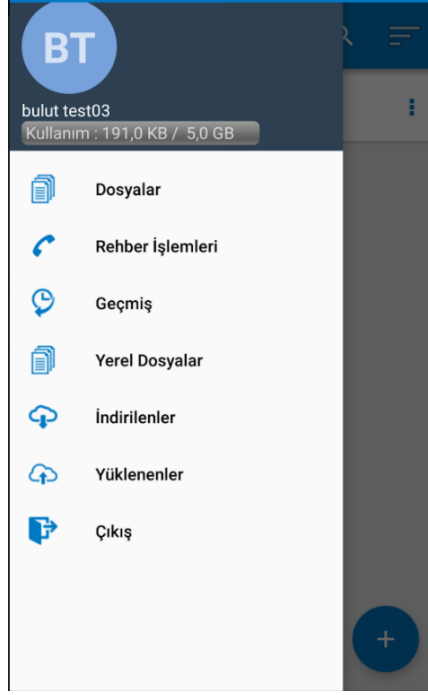 BT
bulut test03
Kullanım : 191,0 KB / 5,0 GB
Dosyalar
Rehber İşlemleri
Geçmiş
Yerel Dosyalar
İndirilenler
Yüklenenler
Çıkış